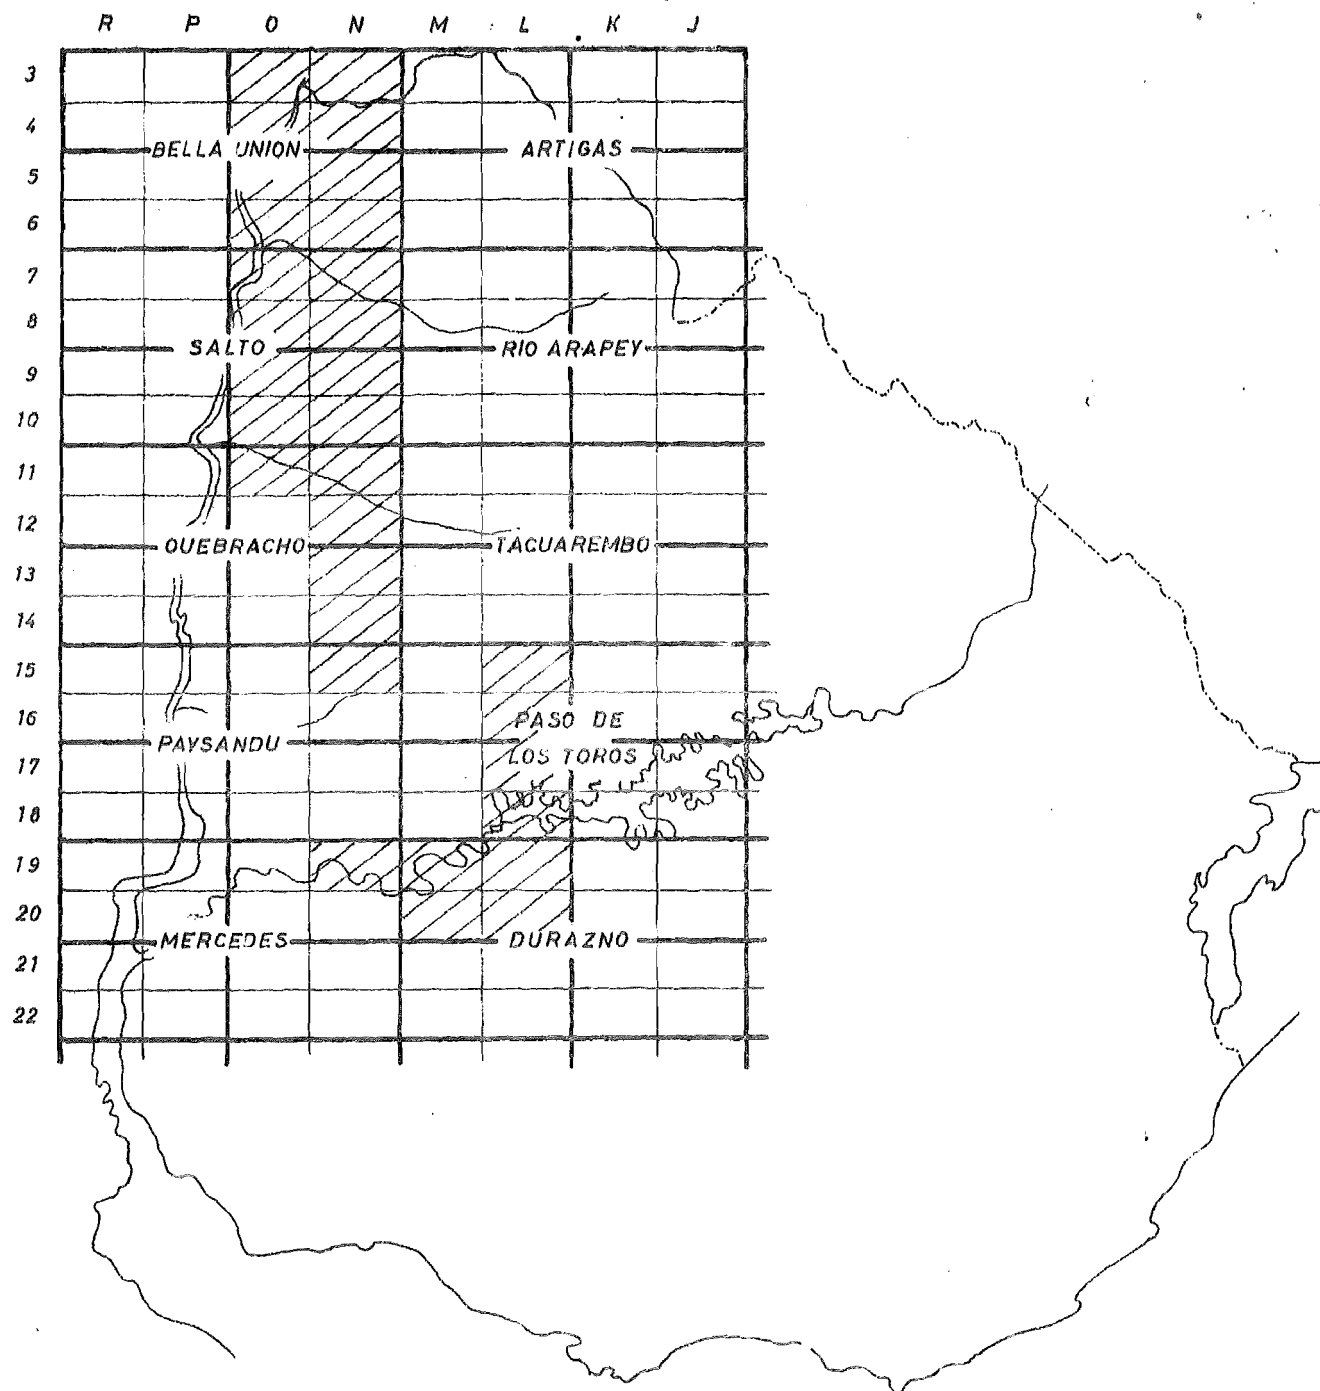 R P O N M L K J
3
4
BELLA UNION ARTIGAS
5
6
7
8
SALTO RIO ARAPEY
9
10
11
12
QUEBRACHO TACUAREMBO
13
14
15
16
PASO DE
PAYSANDU
LOS TOROS
17
18
19
20
MERCEDES DURAZNO
21
22